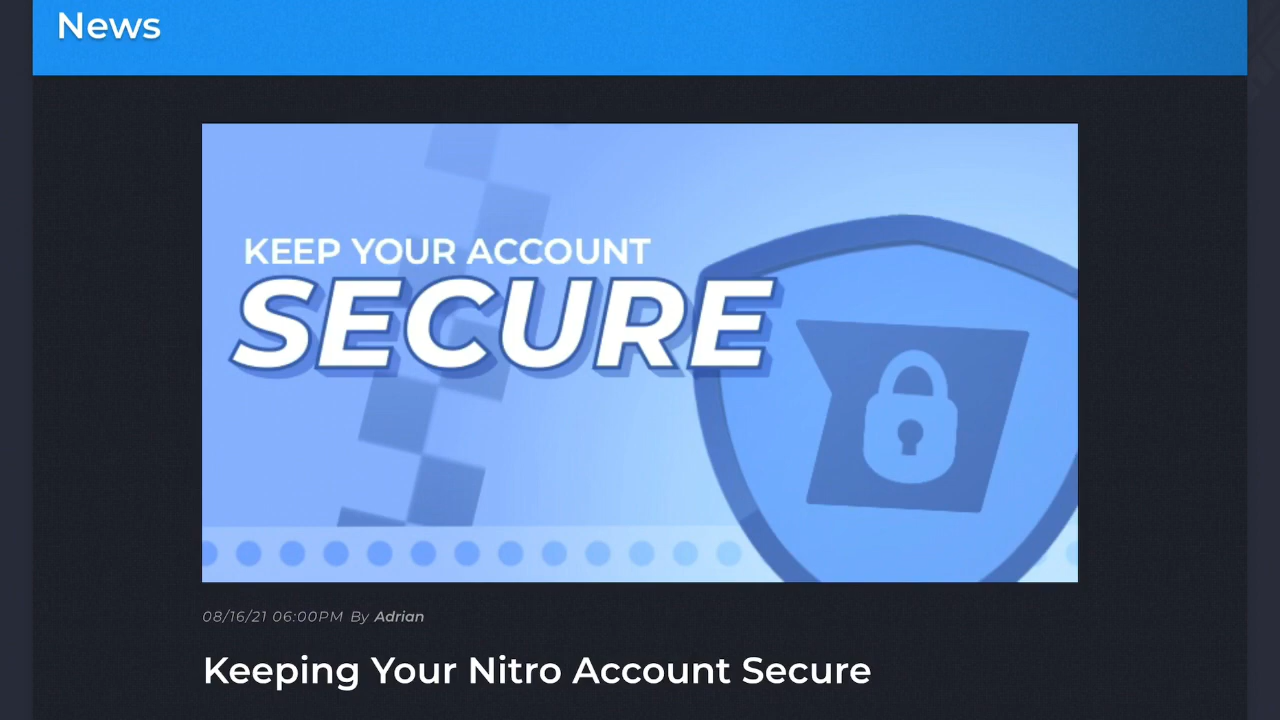 News
KEEP YOUR ACCOUNT
SECURE
08/16/21 06:00PM By Adrian
Keeping Your Nitro Account Secure